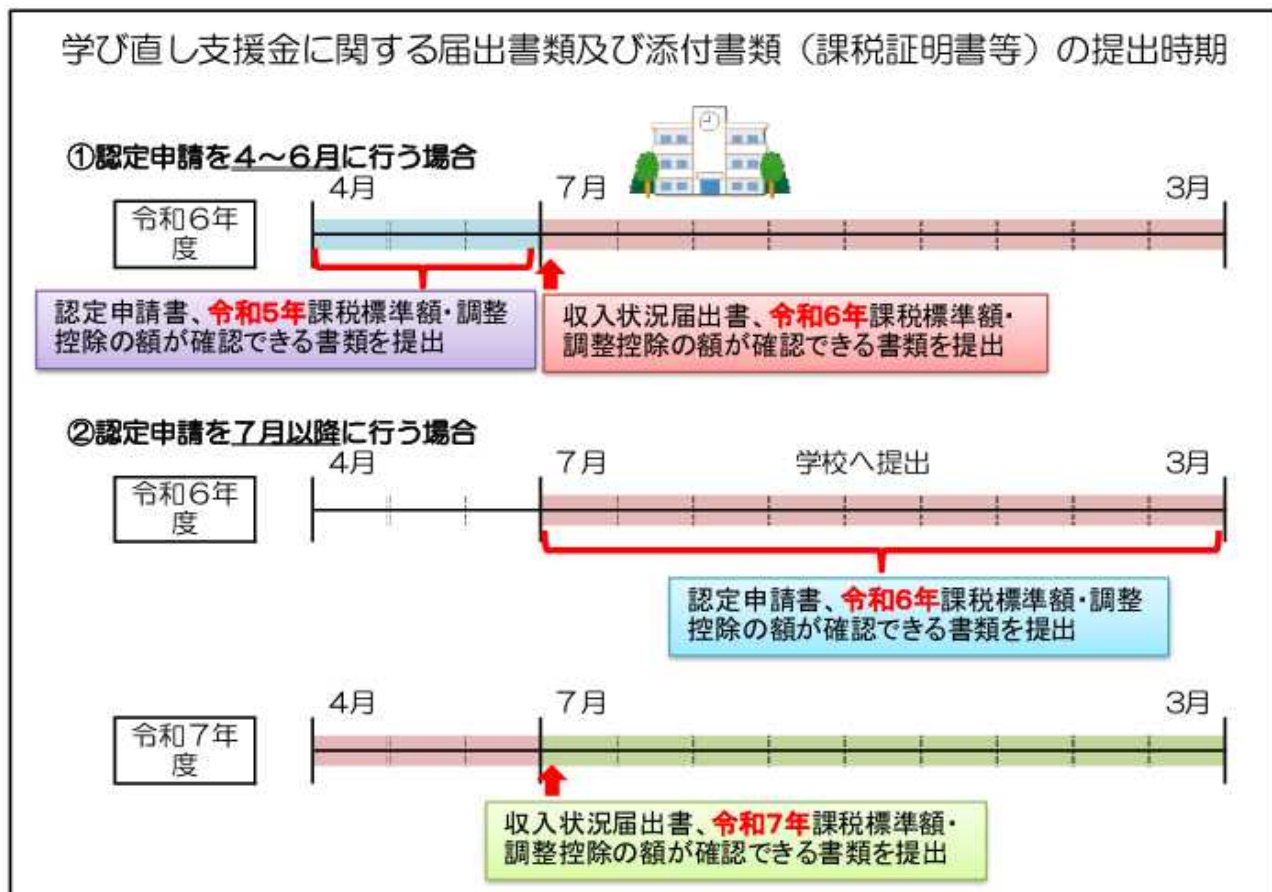 学び直し支援金に関する届出書類及び添付書類（課税証明書等）の提出時期
①認定申請を４～６月に行う場合
4月
7月
3月
令和6年
度
認定申請書、令和5年課税標準額・調整
控除の額が確認できる書類を提出
収入状況届出書、令和6年課税標準額・
調整控除の額が確認できる書類を提出
②認定申請を７月以降に行う場合
4月
7月
学校へ提出
3月
令和6年
度
認定申請書、令和6年課税標準額・調整
控除の額が確認できる書類を提出
4月
7月
3月
令和7年
度
収入状況届出書、令和7年課税標準額・
調整控除の額が確認できる書類を提出